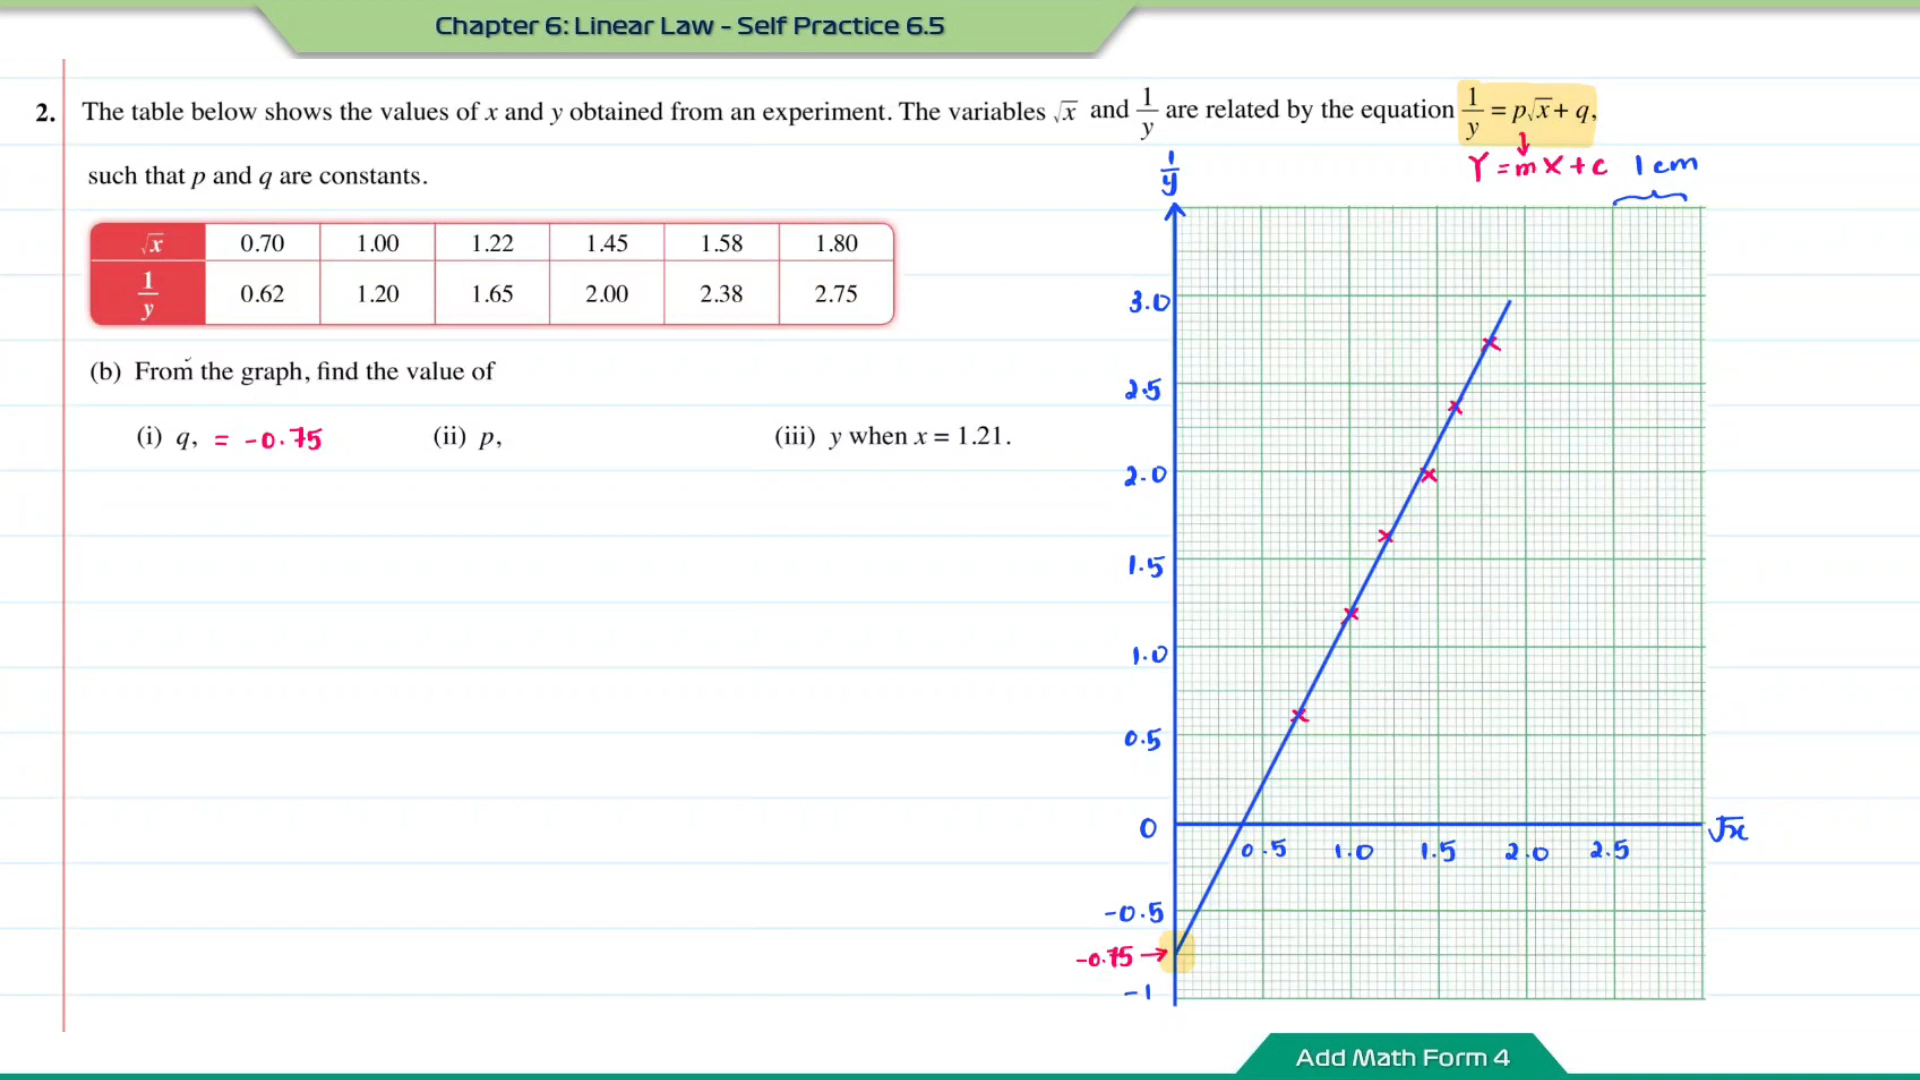 Chapter 6: Linear Law - Self Practice 6.5
2. The table below shows the values of x and y obtained from an experiment. The variables √x and 1/y are related by the equation 1/y = p√x + q,
such that p and q are constants.
Y = mX + c
1 cm
√x 0.70 1.00 1.22 1.45 1.58 1.80
1/y 0.62 1.20 1.65 2.00 2.38 2.75
(b) From the graph, find the value of
(i) q, = -0.75 (ii) p, (iii) y when x = 1.21.
1/y
3.0
2.5
2.0
1.5
1.0
0.5
0
0.5 1.0 1.5 2.0 2.5 √x
-0.5
-0.75 →
-1
Add Math Form 4